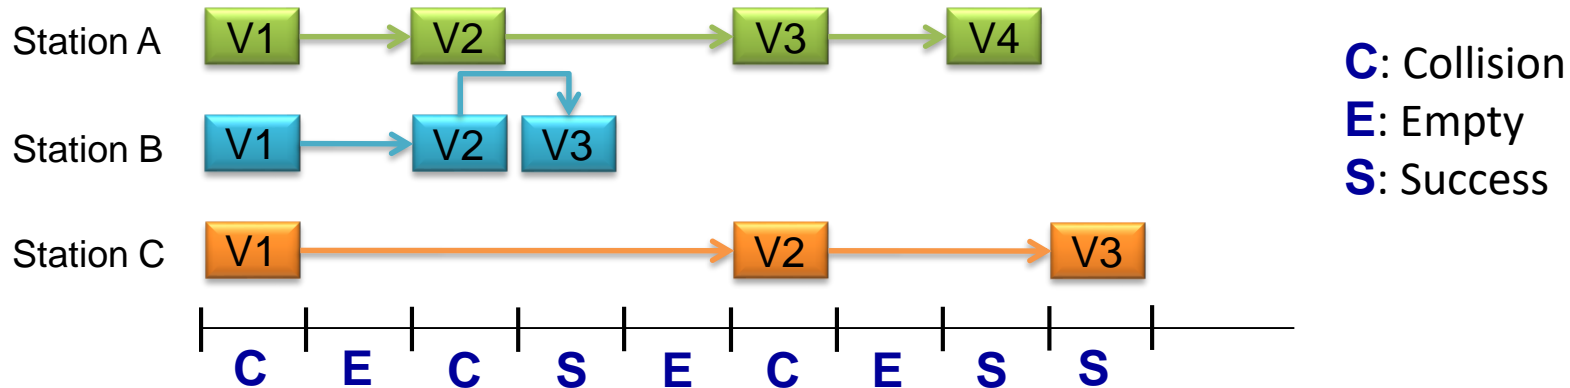 Station A V1 V2 V3 V4
Station B V1 V2 V3
Station C V1 V2 V3
C E C S E C E S S
C: Collision
E: Empty
S: Success